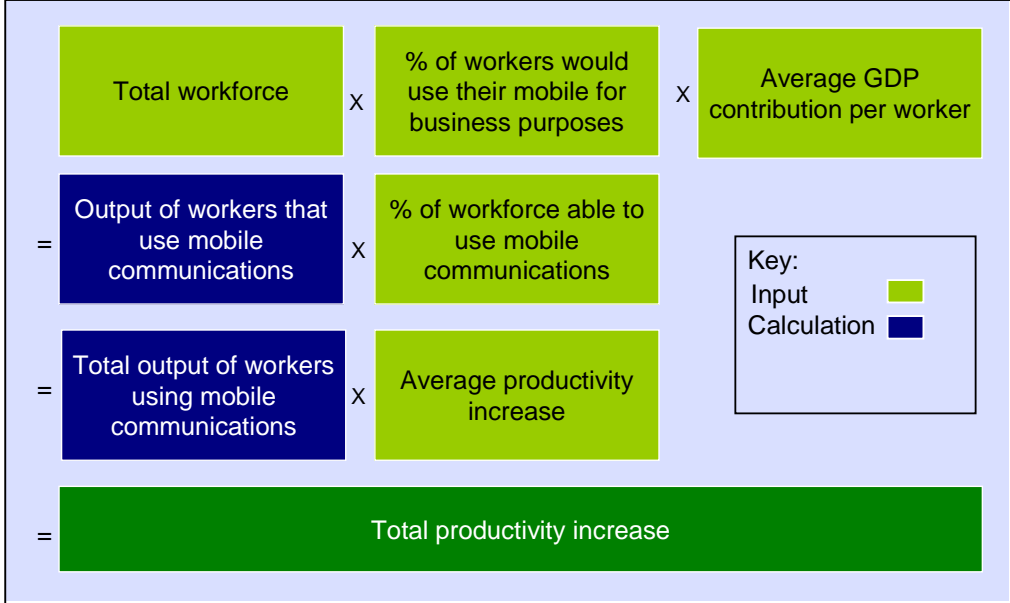 Total workforce
X
% of workers would
use their mobile for
business purposes
X
Average GDP
contribution per worker
=
Output of workers that
use mobile
communications
X
% of workforce able to
use mobile
communications
Key:
Input
Calculation
=
Total output of workers
using mobile
communications
X
Average productivity
increase
=
Total productivity increase